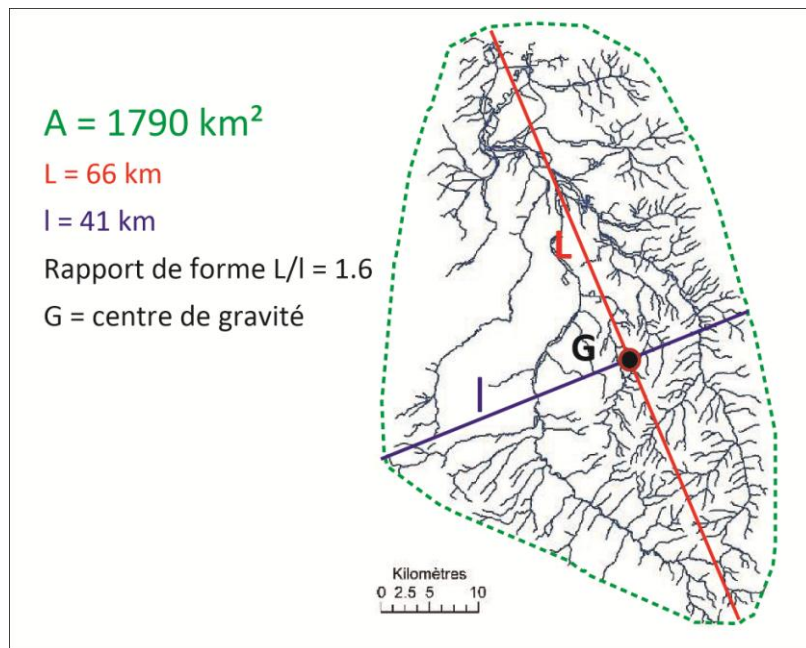 A = 1790 km²
L = 66 km
l = 41 km
Rapport de forme L/l = 1.6
G = centre de gravité
L
G
l
Kilomètres
0 2.5 5 10